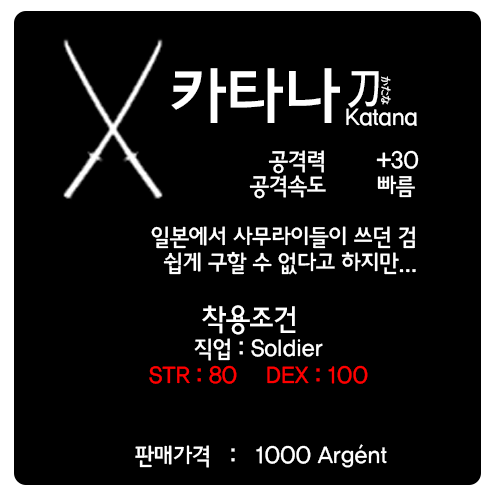 카타나 刀 かたな
Katana
공격력 +30
공격속도 빠름
일본에서 사무라이들이 쓰던 검
쉽게 구할 수 없다고 하지만...
착용조건
직업 : Soldier
STR : 80 DEX : 100
판매가격 : 1000 Argént